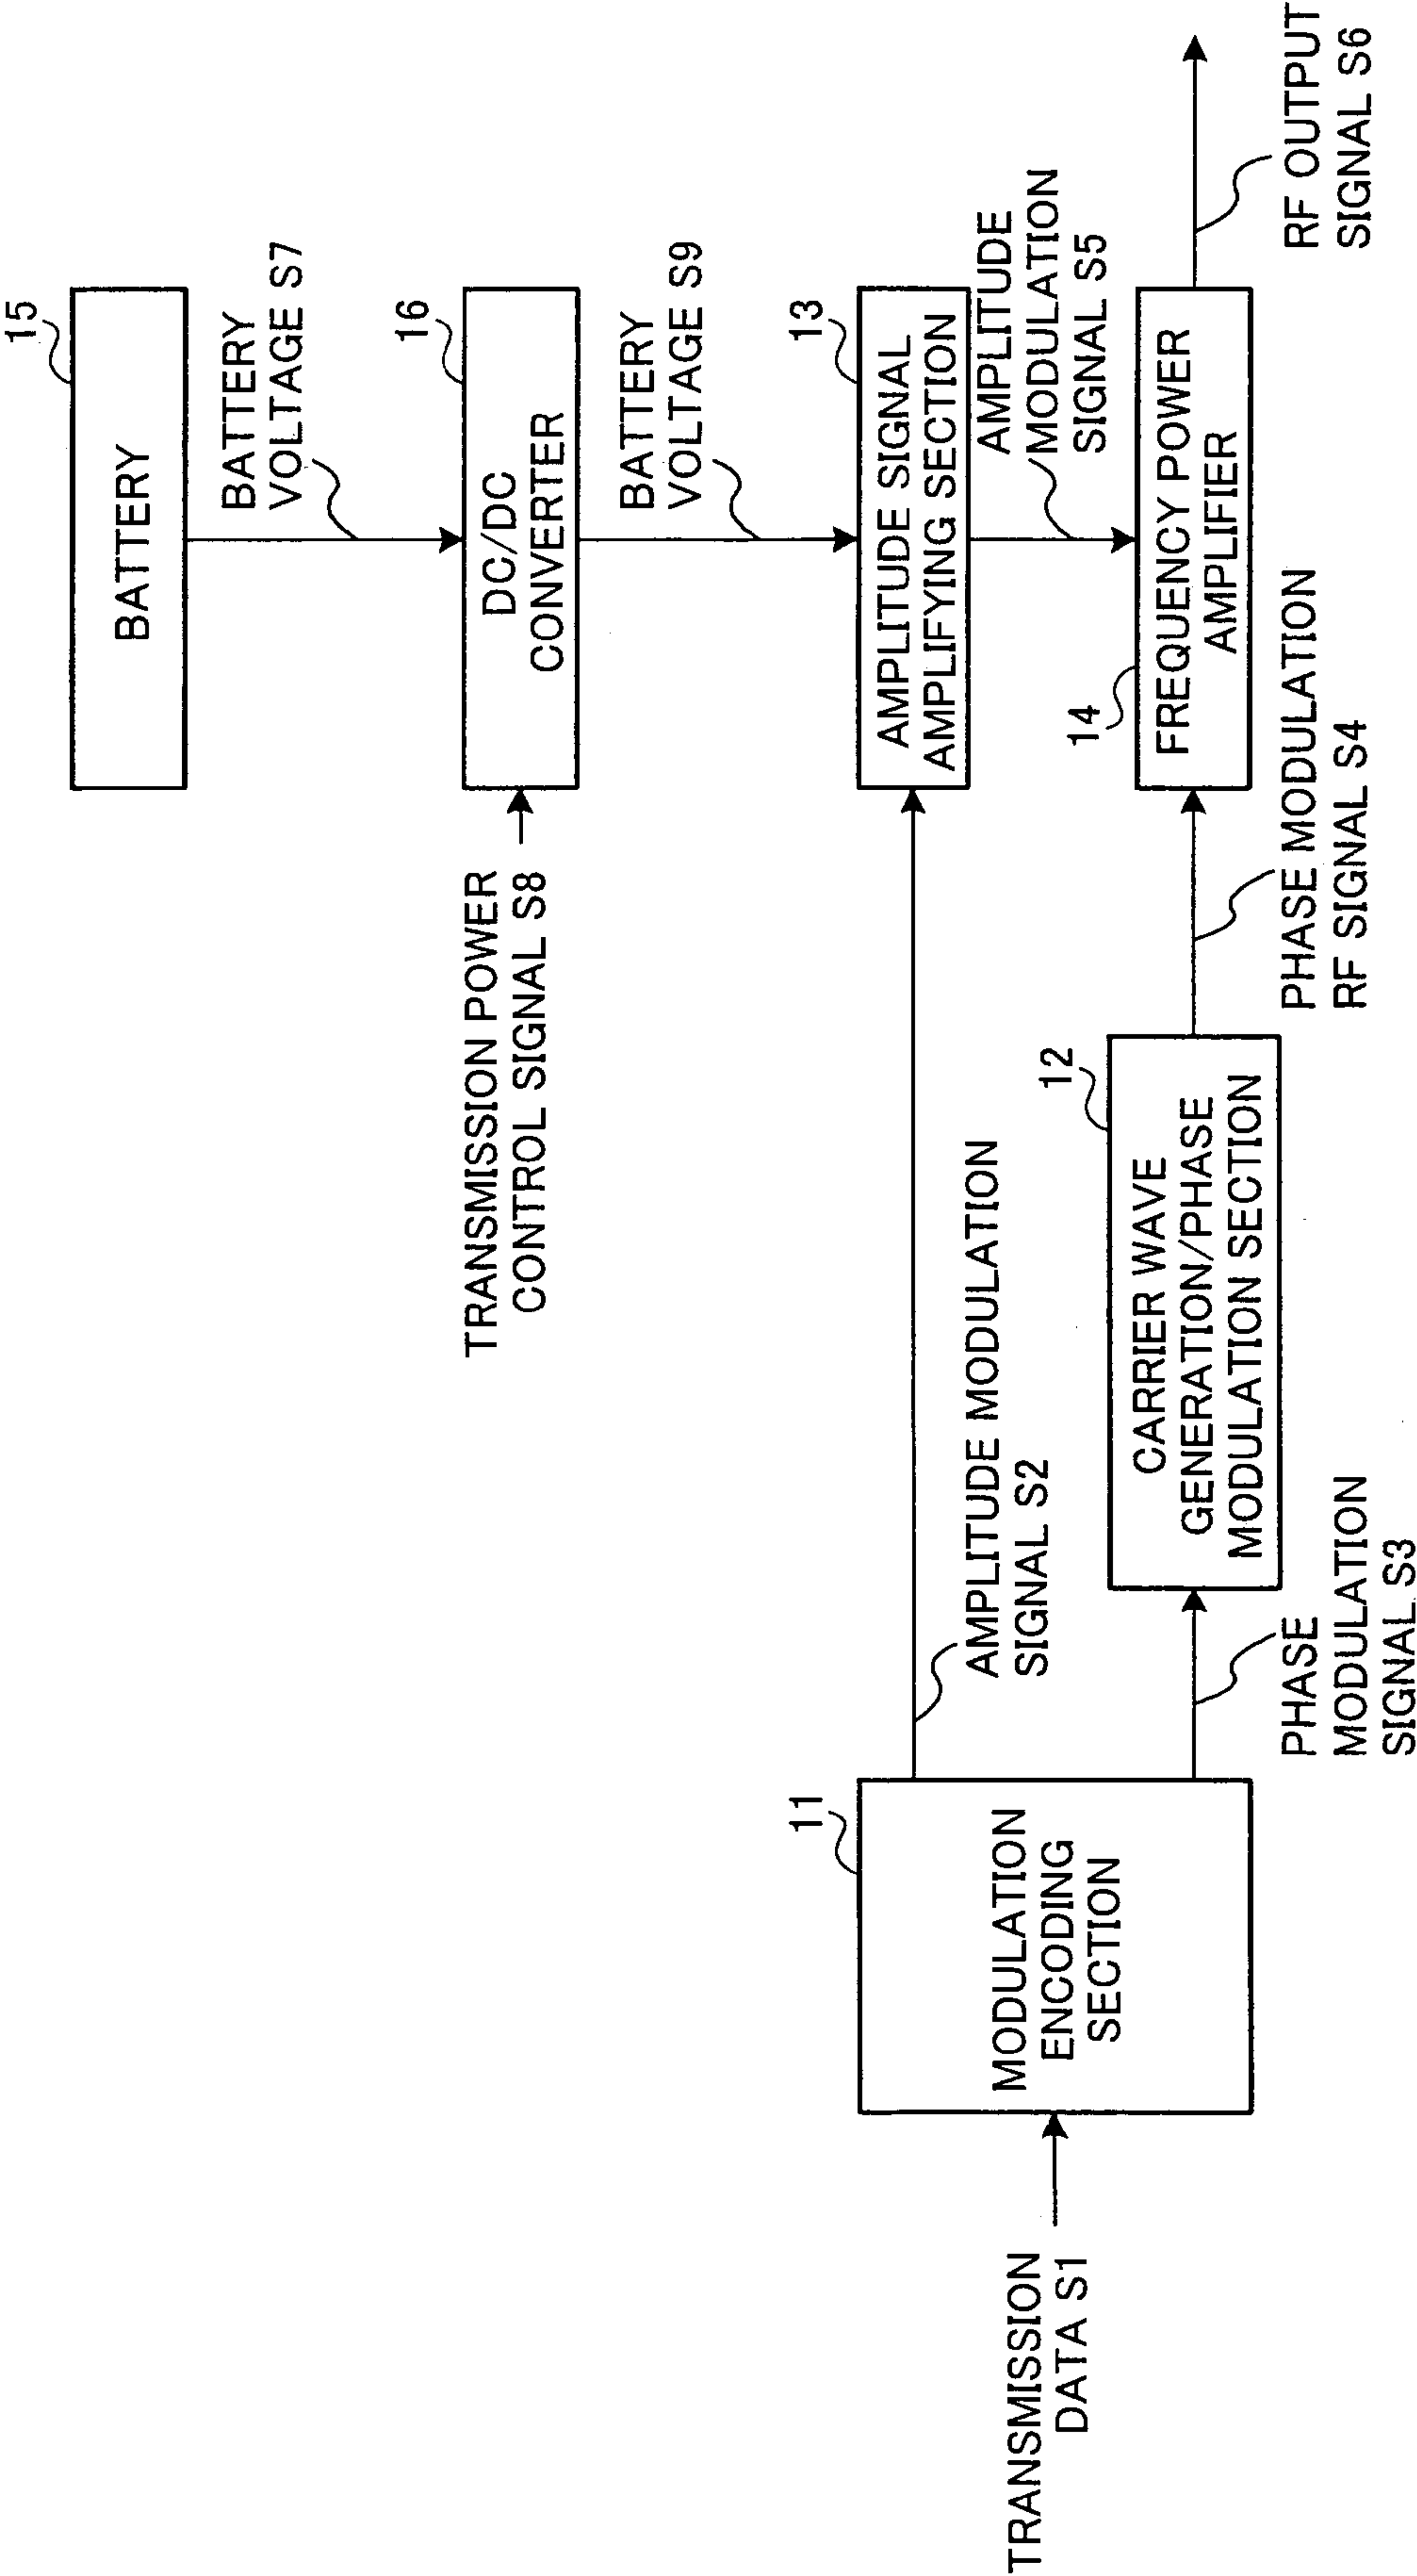 15
BATTERY
BATTERY
VOLTAGE S7
16
DC/DC
CONVERTER
TRANSMISSION POWER
CONTROL SIGNAL S8
BATTERY
VOLTAGE S9
11
MODULATION
ENCODING
SECTION
TRANSMISSION
DATA S1
AMPLITUDE MODULATION
SIGNAL S2
13
AMPLITUDE SIGNAL
AMPLIFYING SECTION
AMPLITUDE
MODULATION
SIGNAL S5
PHASE
MODULATION
SIGNAL S3
12
CARRIER WAVE
GENERATION/PHASE
MODULATION SECTION
PHASE MODULATION
RF SIGNAL S4
14
FREQUENCY POWER
AMPLIFIER
RF OUTPUT
SIGNAL S6